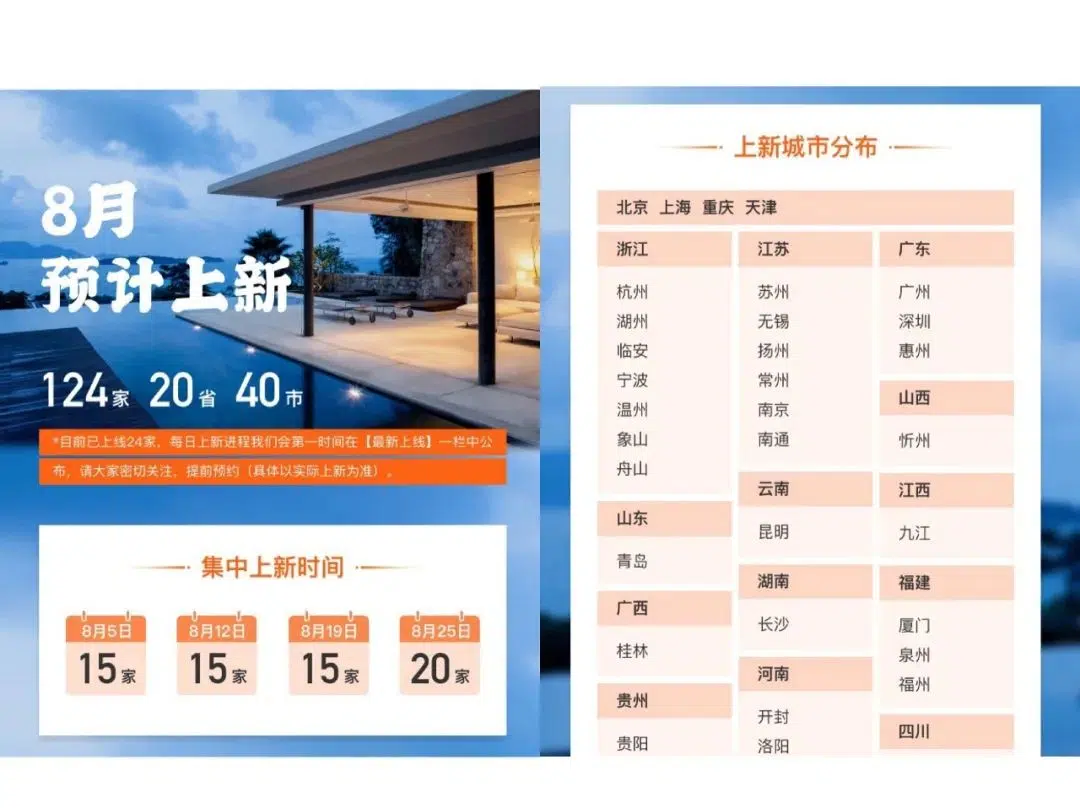 8月
预计上新
124家 20省 40市
*目前已上线24家，每日上新进程我们会第一时间在【最新上线】一栏中公
布，请大家密切关注，提前预约（具体以实际上新为准）。
集中上新时间
8月5日 8月12日 8月19日 8月25日
15家 15家 15家 20家
上新城市分布
北京 上海 重庆 天津
浙江
杭州
湖州
临安
宁波
温州
象山
舟山
山东
青岛
广西
桂林
贵州
贵阳
江苏
苏州
无锡
扬州
常州
南京
南通
云南
昆明
湖南
长沙
河南
开封
洛阳
广东
广州
深圳
惠州
山西
忻州
江西
九江
福建
厦门
泉州
福州
四川